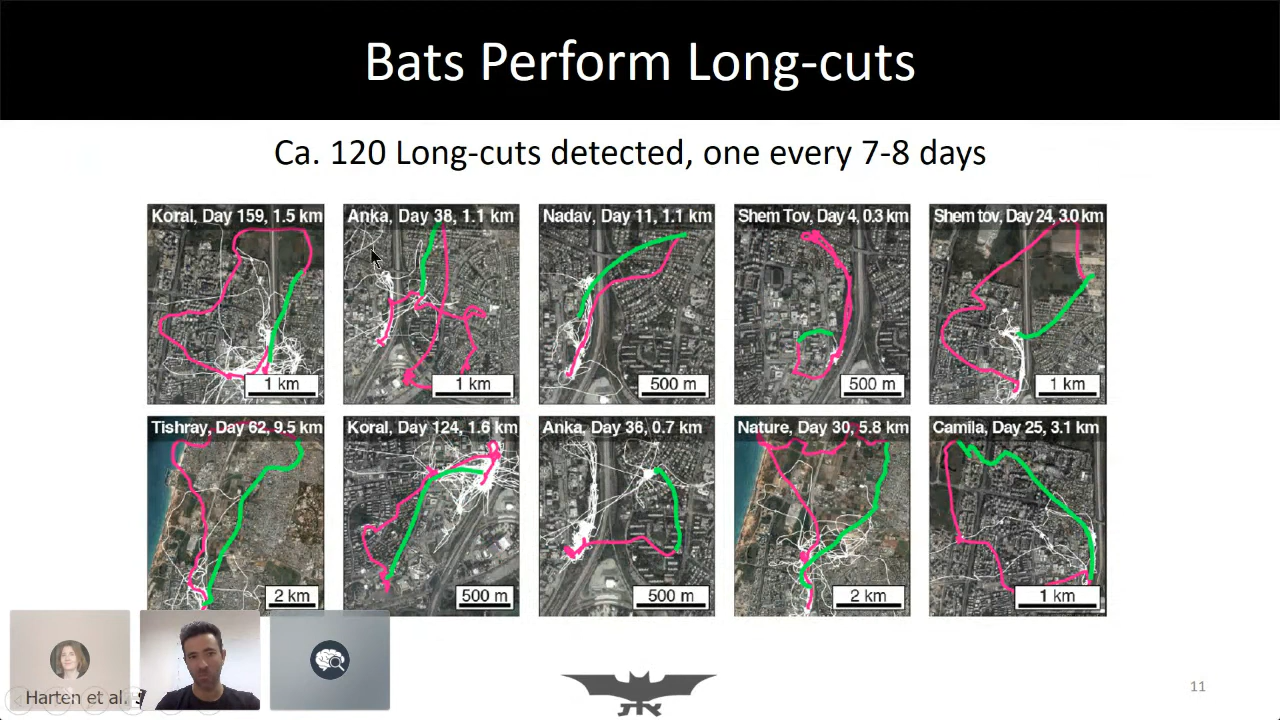 Bats Perform Long-cuts
Ca. 120 Long-cuts detected, one every 7-8 days
Koral, Day 159, 1.5 km
1 km
Anka, Day 38, 1.1 km
1 km
Nadav, Day 11, 1.1 km
500 m
Shem Tov, Day 4, 0.3 km
500 m
Shem tov, Day 24, 3.0 km
1 km
Tishray, Day 62, 9.5 km
2 km
Koral, Day 124, 1.6 km
500 m
Anka, Day 36, 0.7 km
500 m
Nature, Day 30, 5.8 km
2 km
Camila, Day 25, 3.1 km
1 km
Harten et al.
11